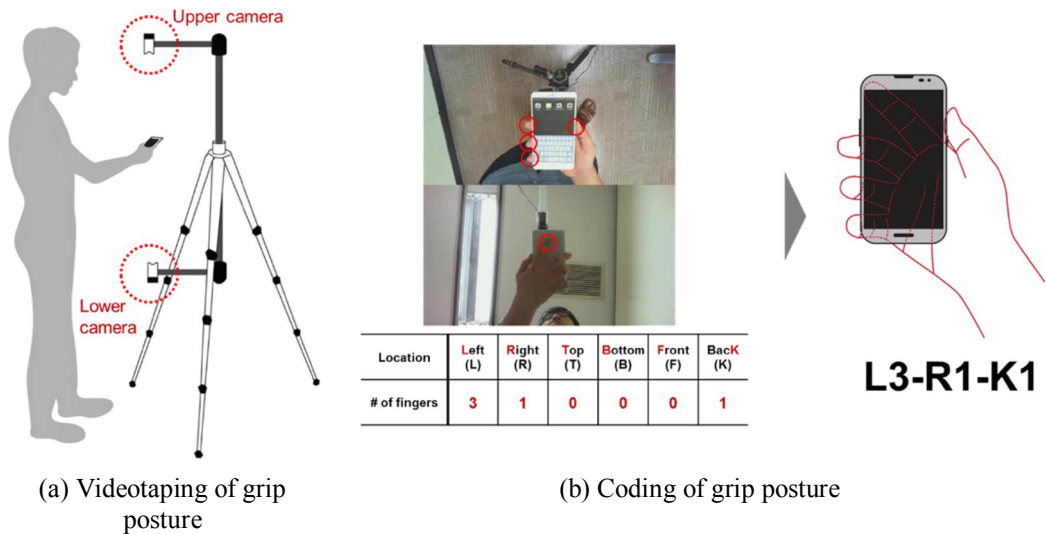 Upper camera
Lower
camera
Location
Left
(L)
Right
(R)
Top
(T)
Bottom
(B)
Front
(F)
BacK
(K)
# of fingers
3
1
0
0
0
1
L3-R1-K1
(a) Videotaping of grip
posture
(b) Coding of grip posture